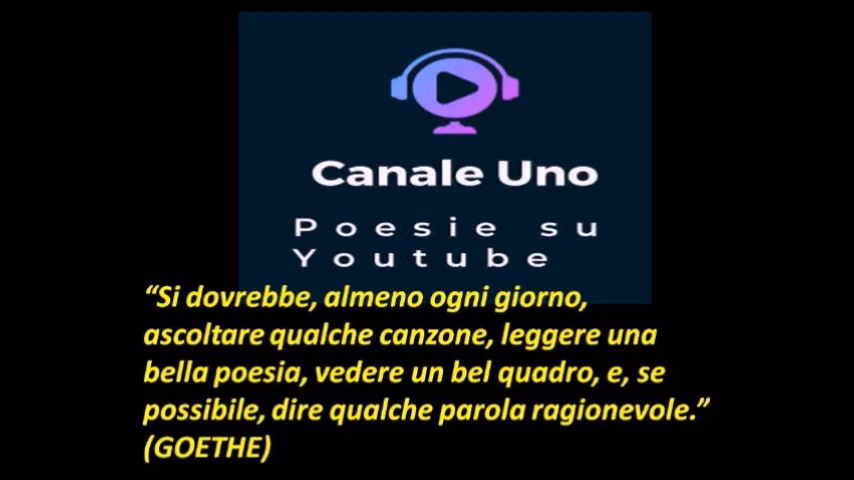 Canale Uno
Poesie su
Youtube
“Si dovrebbe, almeno ogni giorno,
ascoltare qualche canzone, leggere una
bella poesia, vedere un bel quadro, e, se
possibile, dire qualche parola ragionevole.”
(GOETHE)